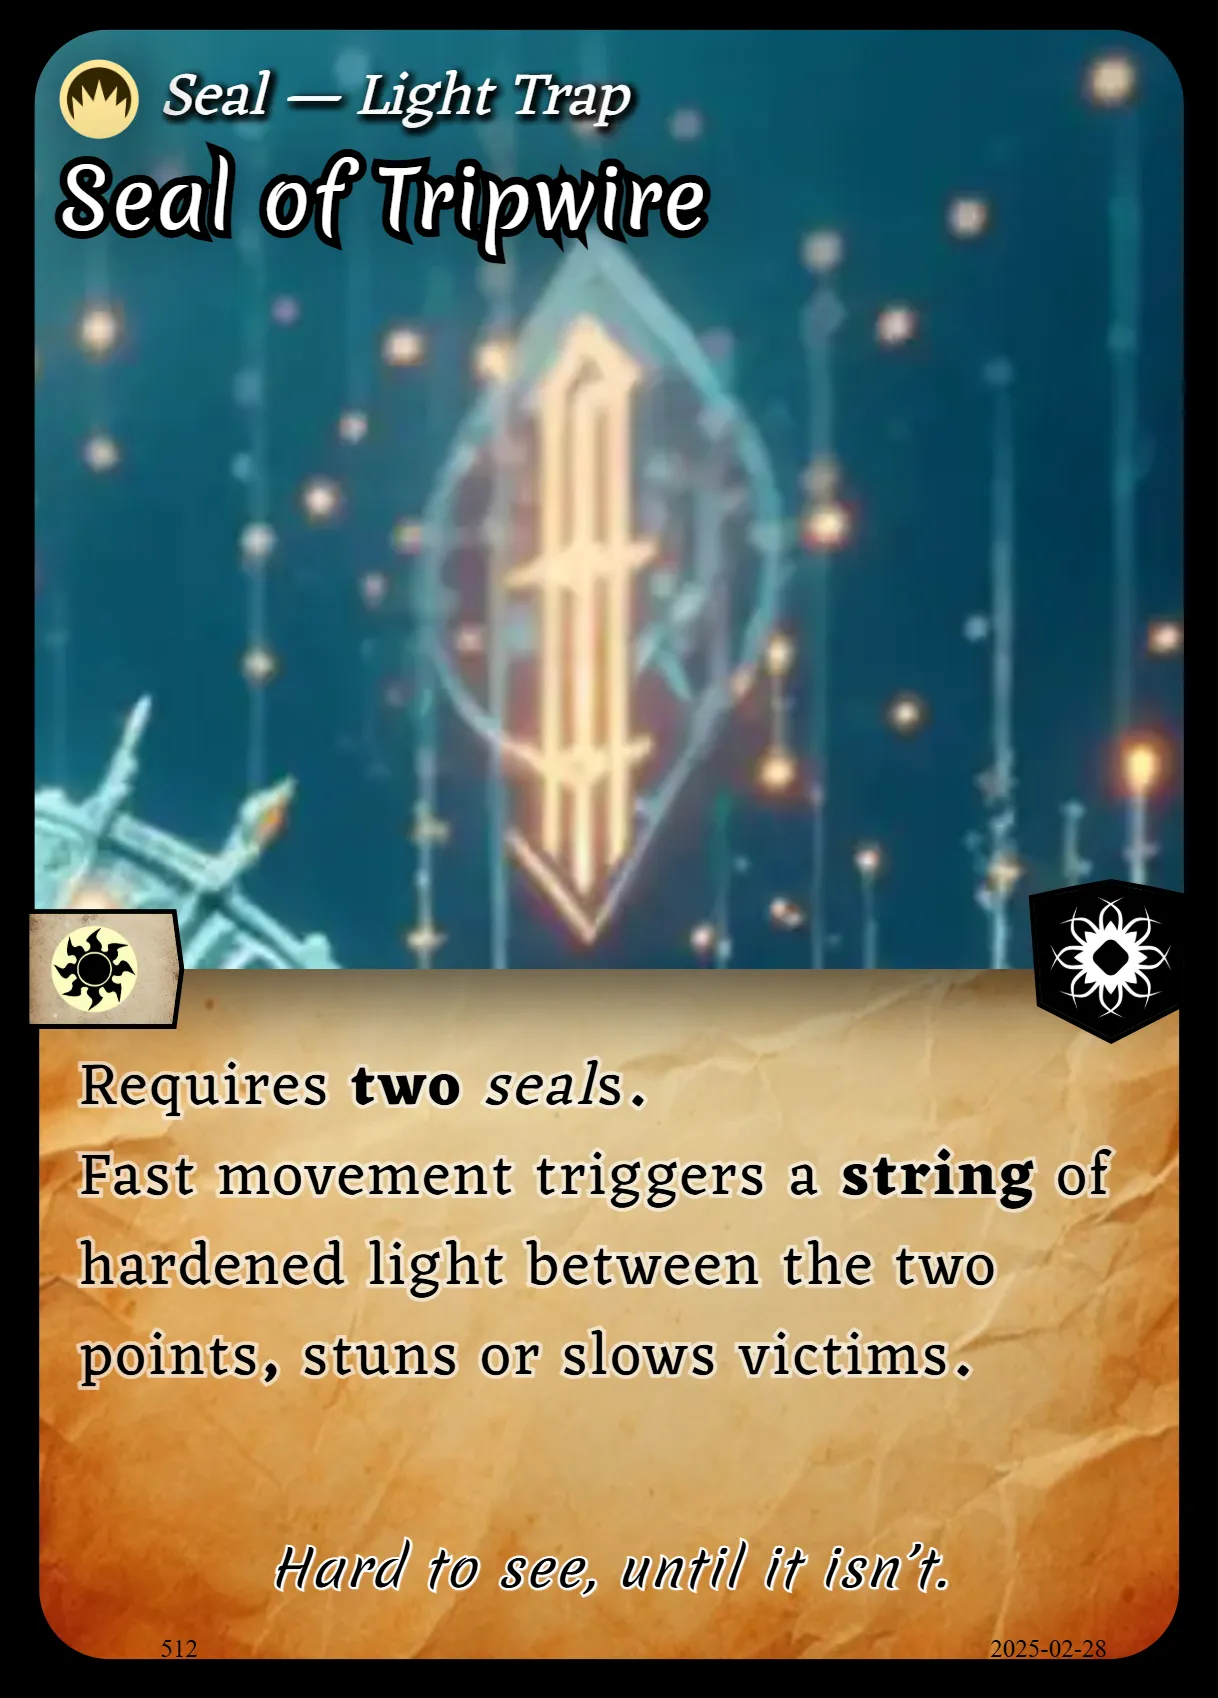 Seal — Light Trap
Seal of Tripwire
Requires two seals.
Fast movement triggers a string of
hardened light between the two
points, stuns or slows victims.
Hard to see, until it isn't.
512
2025-02-28